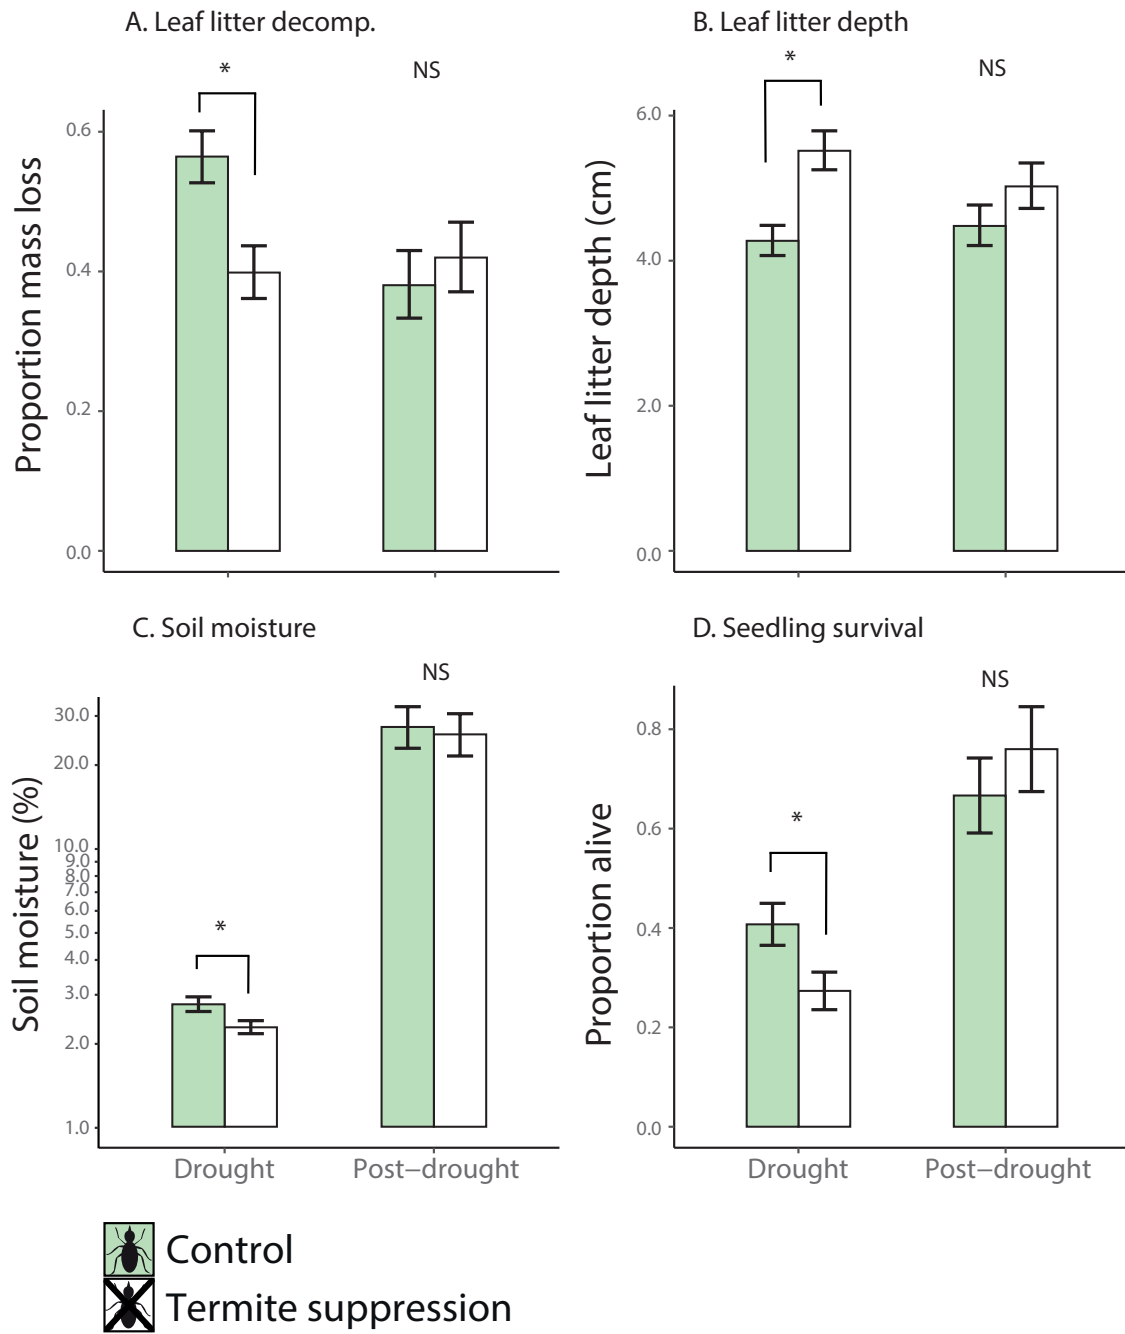 A. Leaf litter decomp.
*
NS
Proportion mass loss
0.6
0.4
0.2
0.0
B. Leaf litter depth
*
NS
Leaf litter depth (cm)
6.0
4.0
2.0
0.0
C. Soil moisture
NS
*
Soil moisture (%)
30.0
20.0
10.0
9.0
8.0
7.0
6.0
5.0
4.0
3.0
2.0
1.0
Drought
Post–drought
D. Seedling survival
NS
*
Proportion alive
0.8
0.6
0.4
0.2
0.0
Drought
Post–drought
Control
Termite suppression